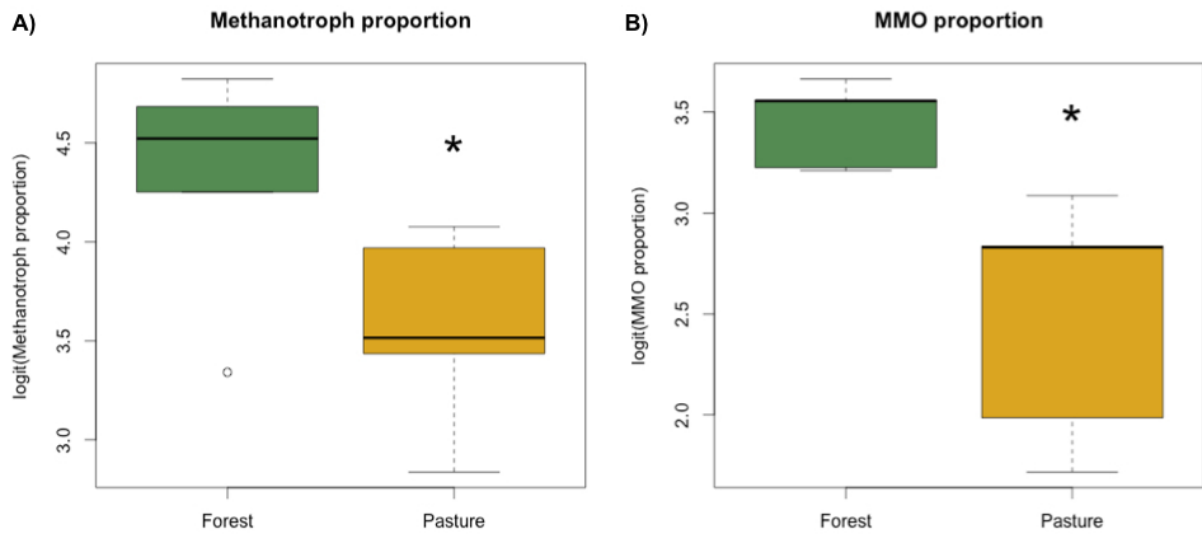 A)
Methanotroph proportion
logit(Methanotroph proportion)
4.5
4.0
3.5
3.0
*
Forest
Pasture
B)
MMO proportion
logit(MMO proportion)
3.5
3.0
2.5
2.0
*
Forest
Pasture